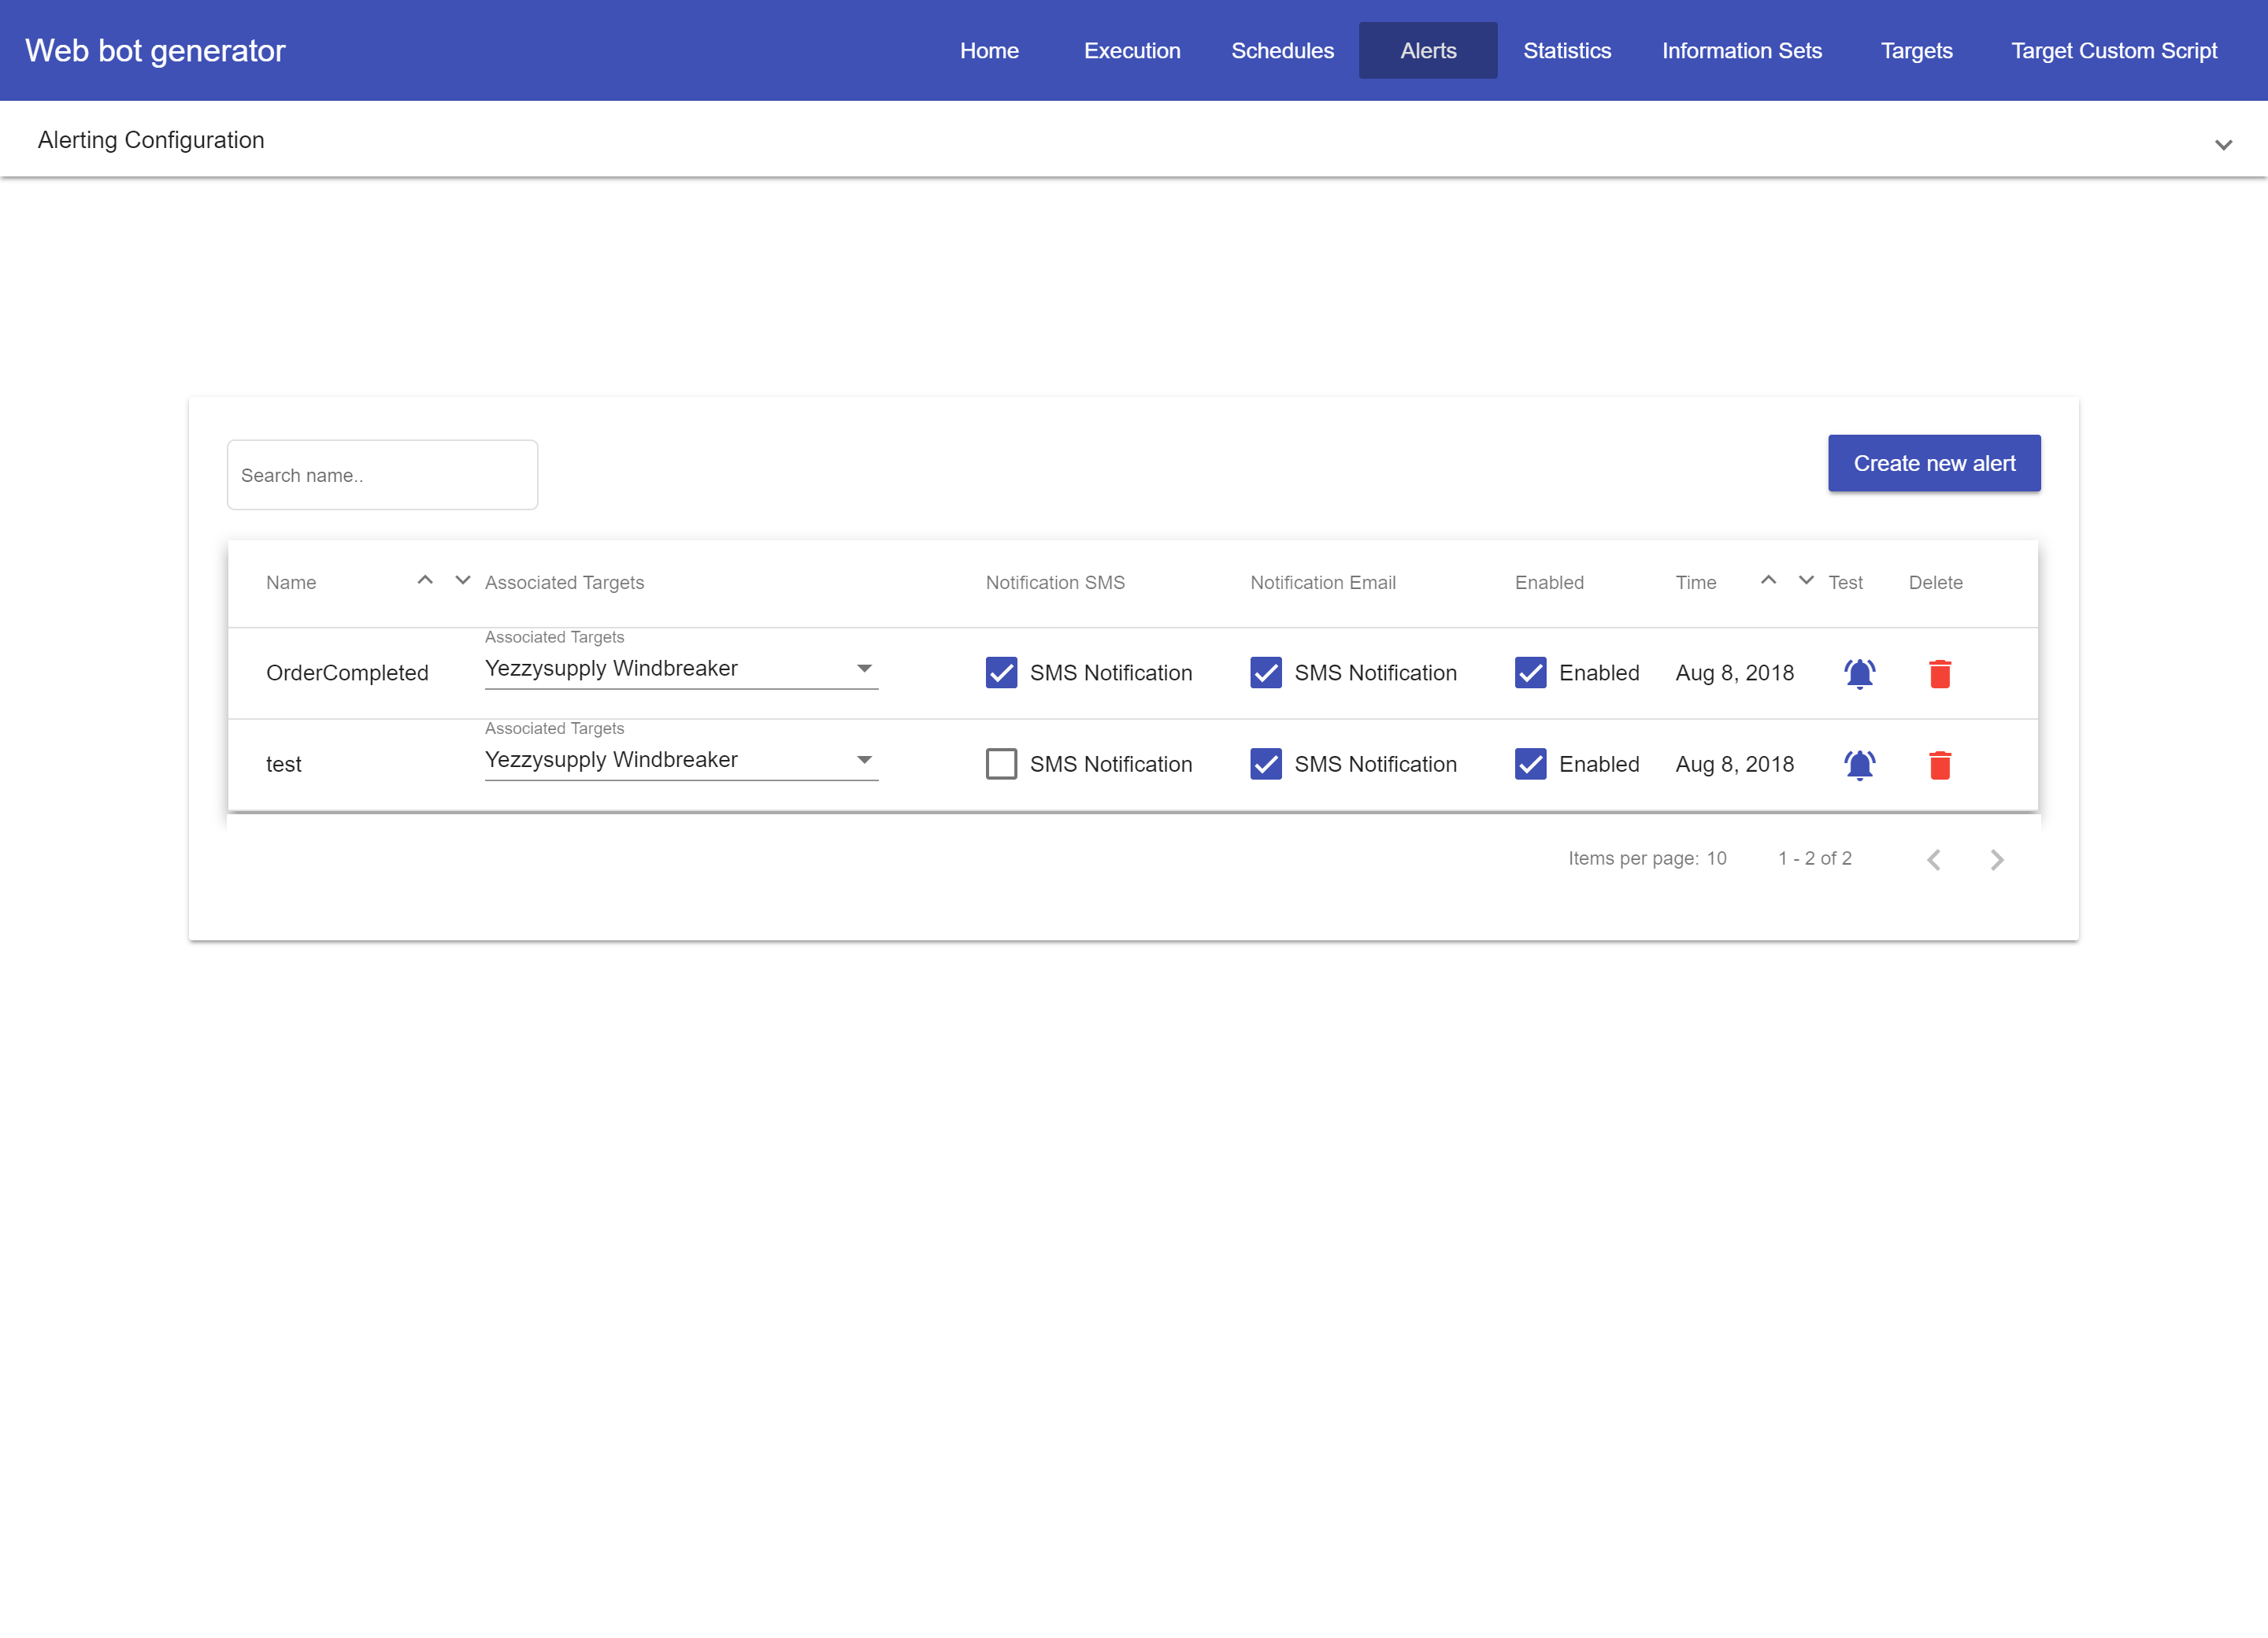 Web bot generator Home Execution Schedules Alerts Statistics Information Sets Targets Target Custom Script
Alerting Configuration
Search name..
Create new alert
Name Associated Targets Notification SMS Notification Email Enabled Time Test Delete
Associated Targets
OrderCompleted Yezzysupply Windbreaker SMS Notification SMS Notification Enabled Aug 8, 2018
Associated Targets
test Yezzysupply Windbreaker SMS Notification SMS Notification Enabled Aug 8, 2018
Items per page: 10 1 - 2 of 2